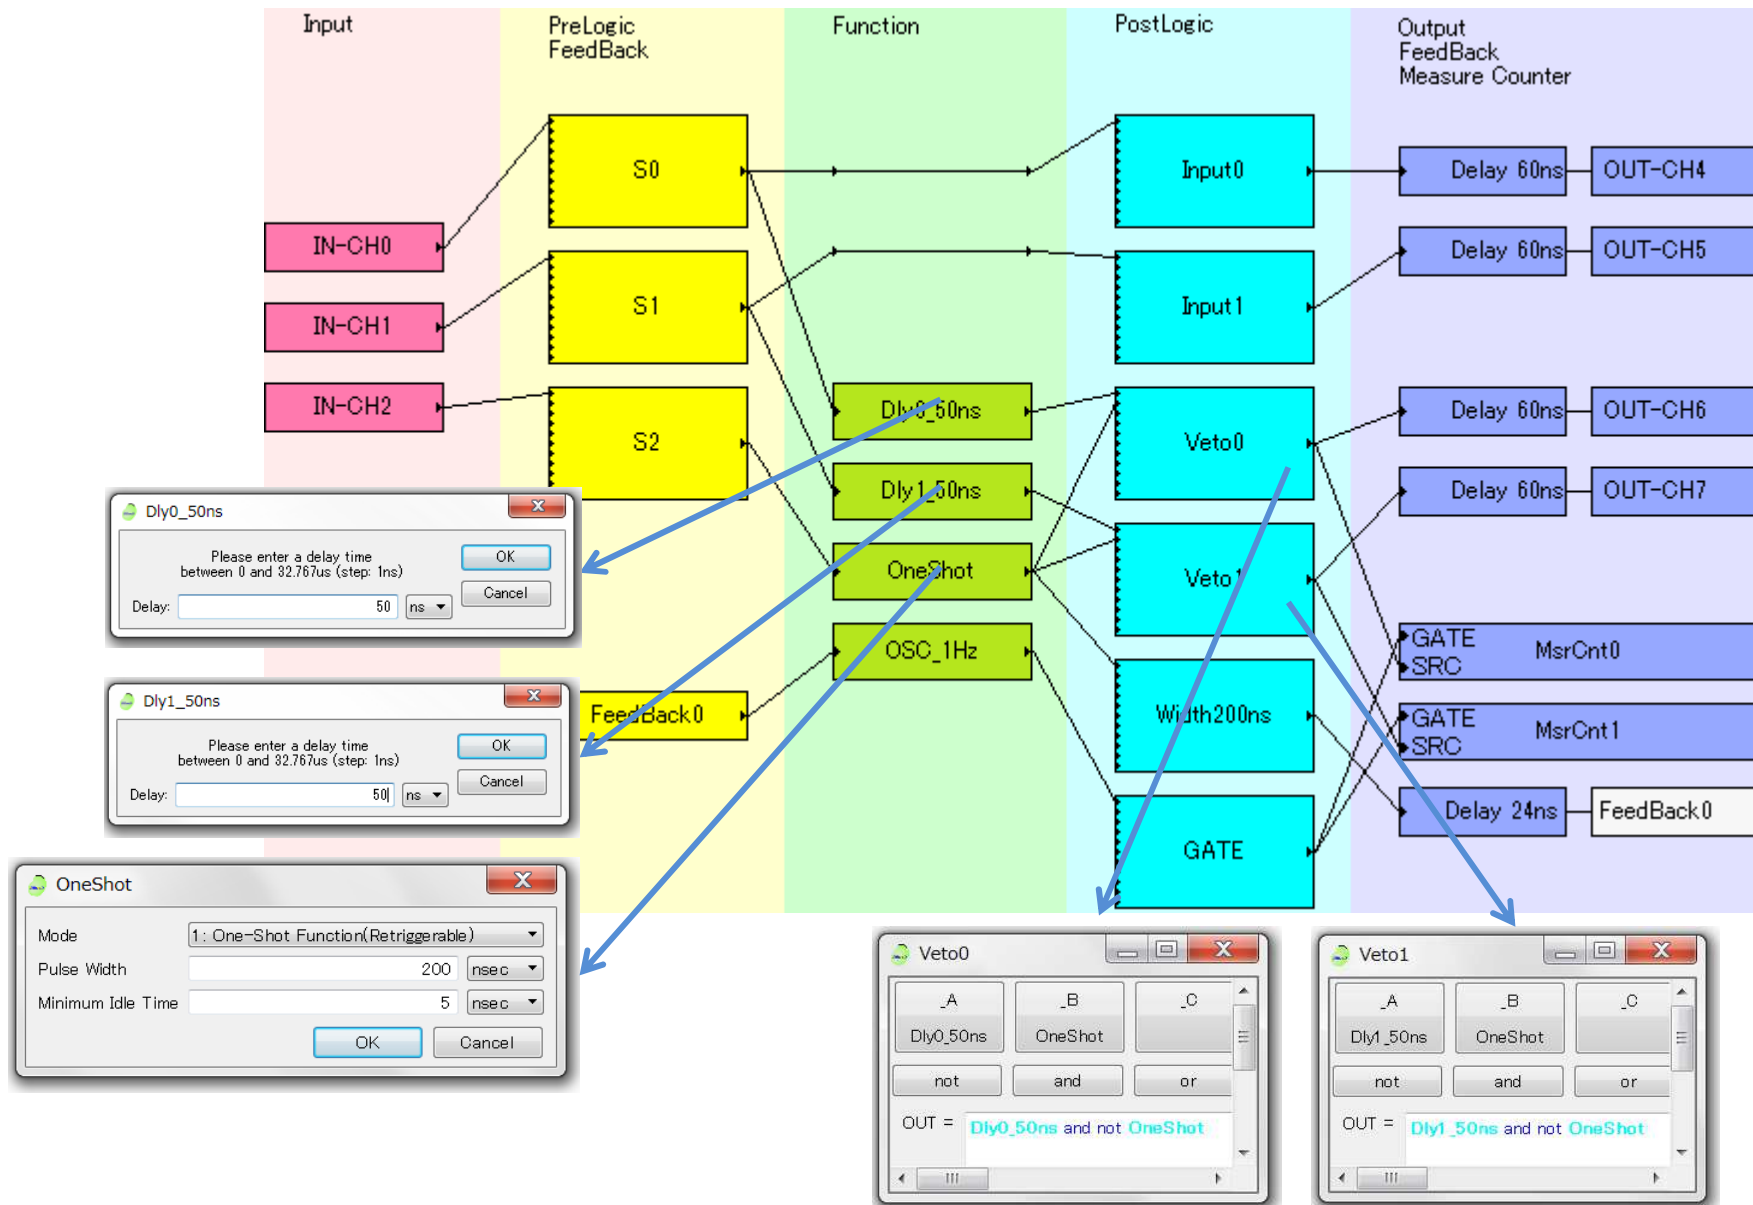 Input
PreLogic
FeedBack
Function
PostLogic
Output
FeedBack
Measure Counter
IN-CH0
IN-CH1
IN-CH2
S0
S1
S2
FeedBack0
Dly0_50ns
Dly1_50ns
OneShot
OSC_1Hz
Input0
Input1
Veto0
Veto1
Width200ns
GATE
Delay 60ns
OUT-CH4
Delay 60ns
OUT-CH5
Delay 60ns
OUT-CH6
Delay 60ns
OUT-CH7
GATE
SRC
MsrCnt0
GATE
SRC
MsrCnt1
Delay 24ns
FeedBack0
Dly0_50ns
Please enter a delay time
between 0 and 32.767us (step: 1ns)
Delay: 50 ns
OK
Cancel
Dly1_50ns
Please enter a delay time
between 0 and 32.767us (step: 1ns)
Delay: 50 ns
OK
Cancel
OneShot
Mode 1: One-Shot Function(Retriggerable)
Pulse Width 200 nsec
Minimum Idle Time 5 nsec
OK Cancel
Veto0
_A _B _C
Dly0_50ns OneShot
not and or
OUT = Dly0_50ns and not OneShot
Veto1
_A _B _C
Dly1_50ns OneShot
not and or
OUT = Dly1_50ns and not OneShot